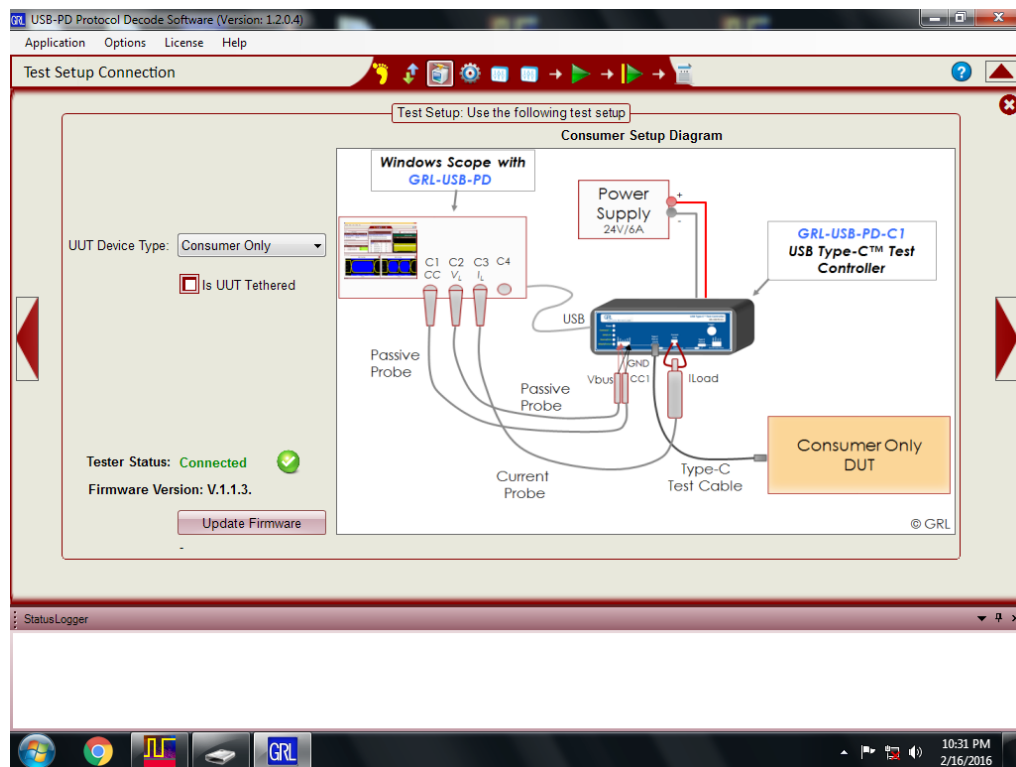 GRL USB-PD Protocol Decode Software (Version: 1.2.0.4)
Application Options License Help
Test Setup Connection
Test Setup: Use the following test setup
Consumer Setup Diagram
Windows Scope with
GRL-USB-PD
Power
Supply
24V/6A
+
-
GRL-USB-PD-C1
USB Type-C™ Test
Controller
UUT Device Type: Consumer Only
Is UUT Tethered
C1 C2 C3 C4
CC VL IL
USB
GRL
Passive
Probe
Passive
Probe
GND
Vbus CC1 ILoad
Consumer Only
DUT
Current
Probe
Type-C
Test Cable
Tester Status: Connected
Firmware Version: V.1.1.3.
Update Firmware
-
© GRL
StatusLogger
GRL
10:31 PM
2/16/2016